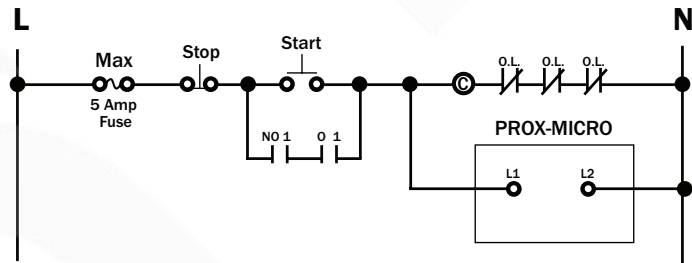 L
N
Max
Stop
Start
O.L.
O.L.
O.L.
5 Amp
Fuse
C
NO 1
O 1
PROX-MICRO
L1
L2